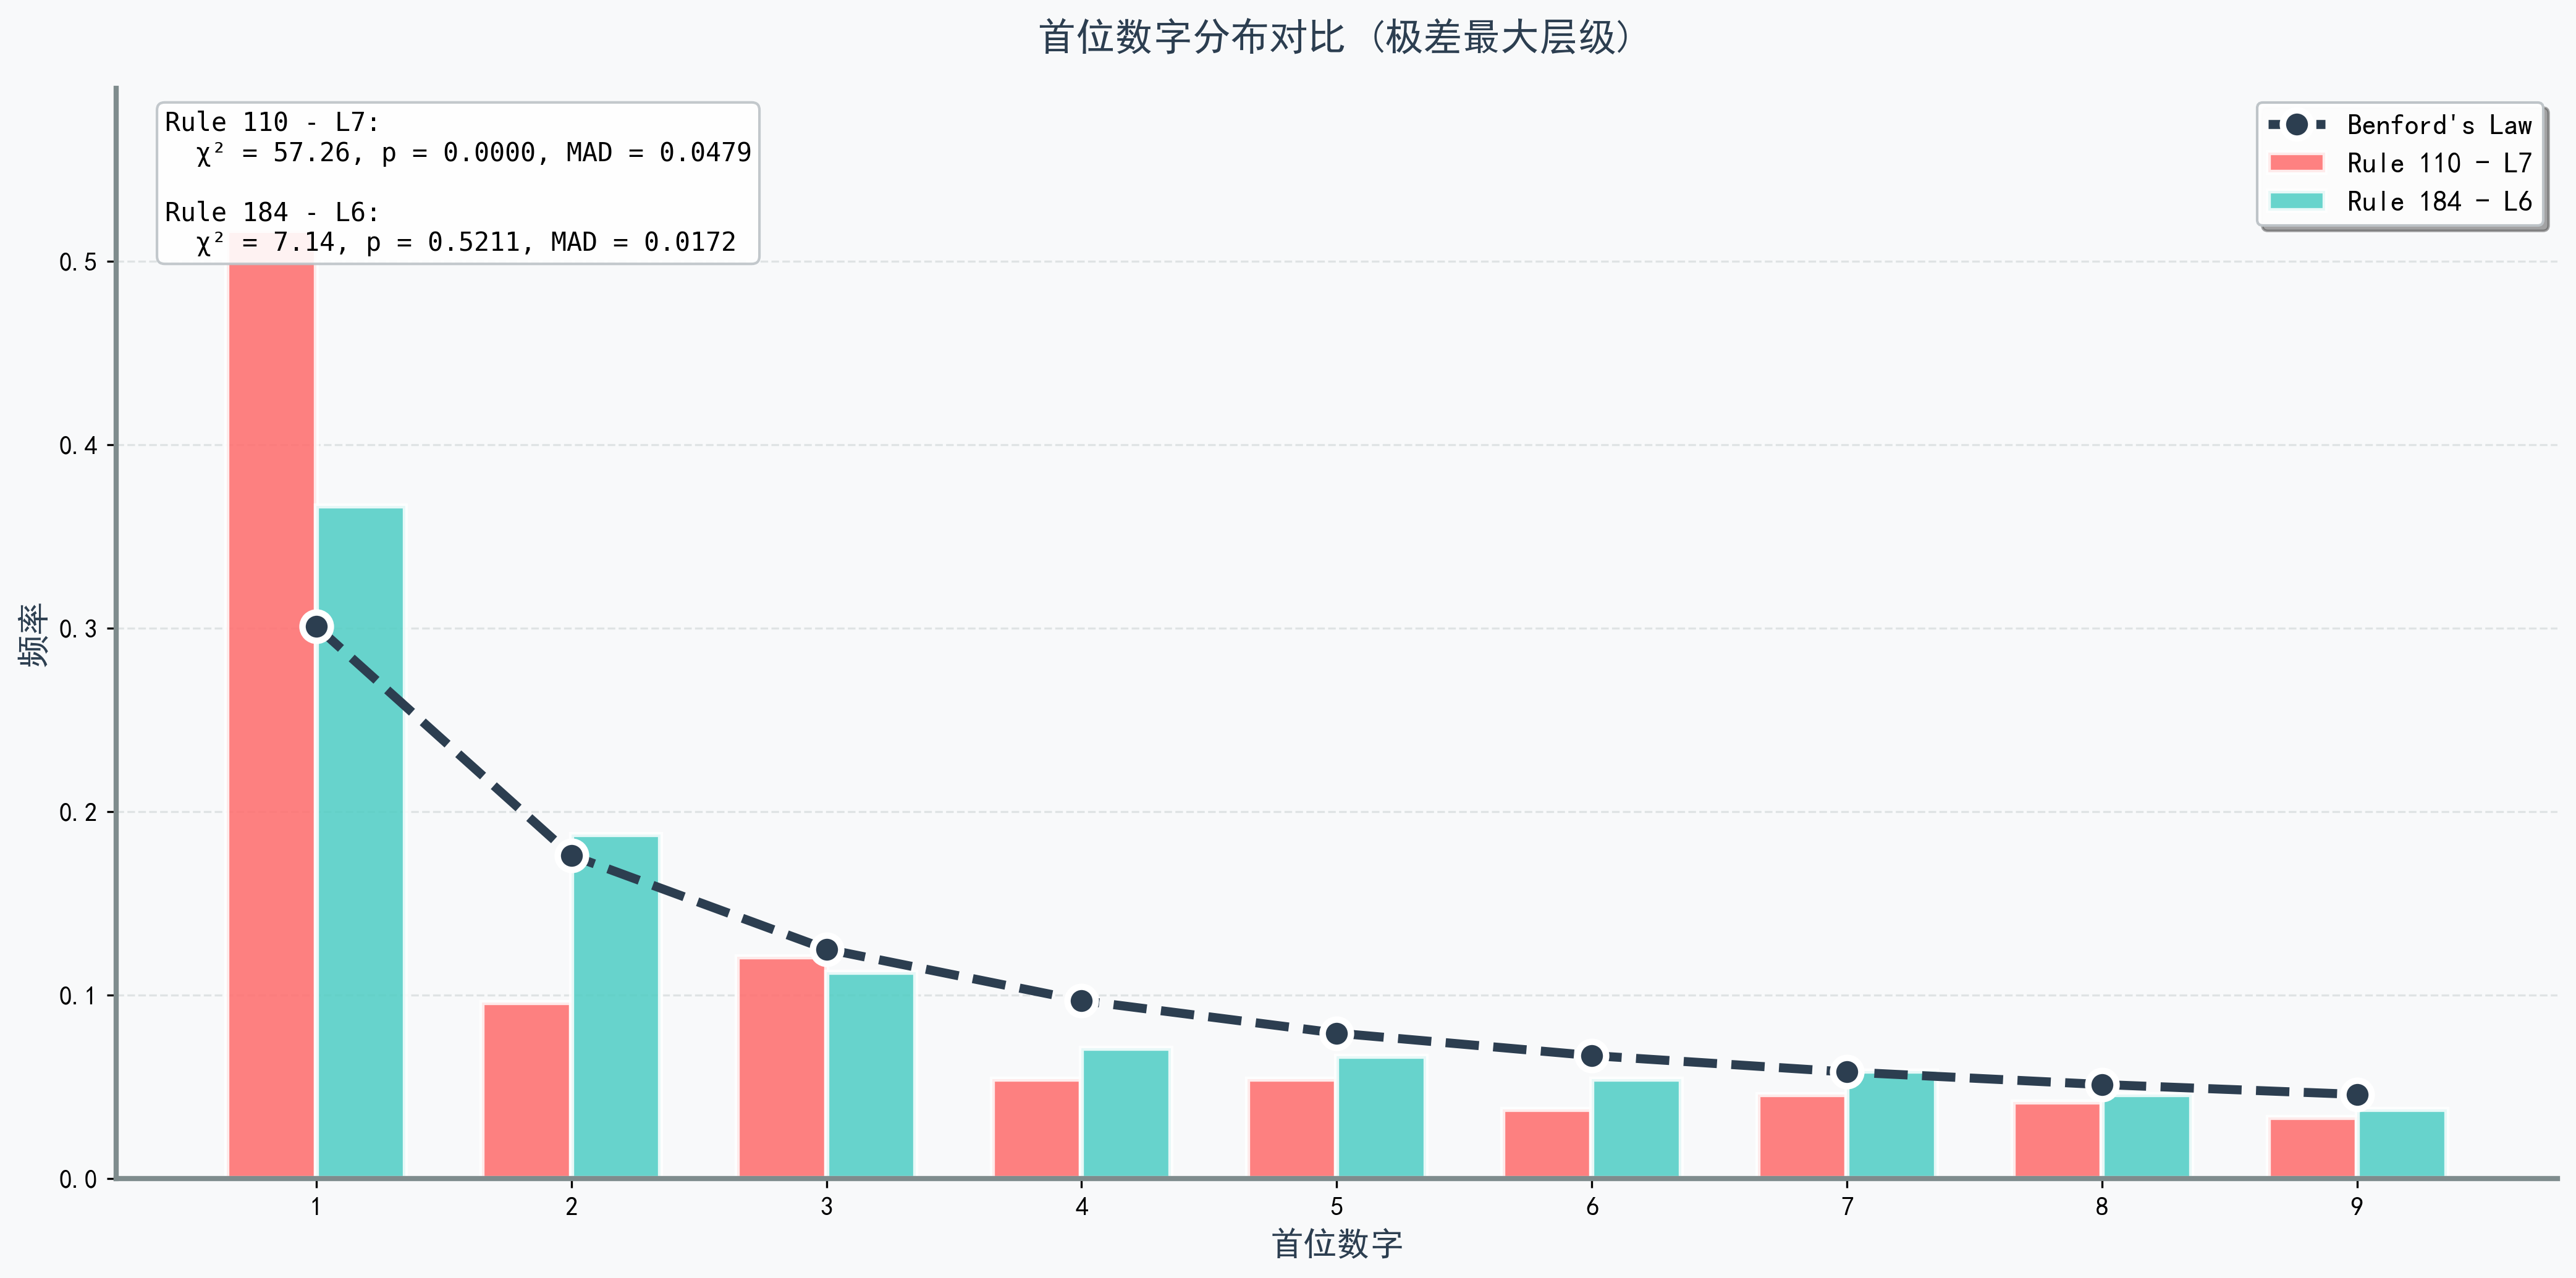 首位数字分布对比 (极差最大层级)
Rule 110 - L7:
χ² = 57.26, p = 0.0000, MAD = 0.0479
Rule 184 - L6:
χ² = 7.14, p = 0.5211, MAD = 0.0172
Benford's Law
Rule 110 - L7
Rule 184 - L6
频率
0.5
0.4
0.3
0.2
0.1
0.0
1 2 3 4 5 6 7 8 9
首位数字